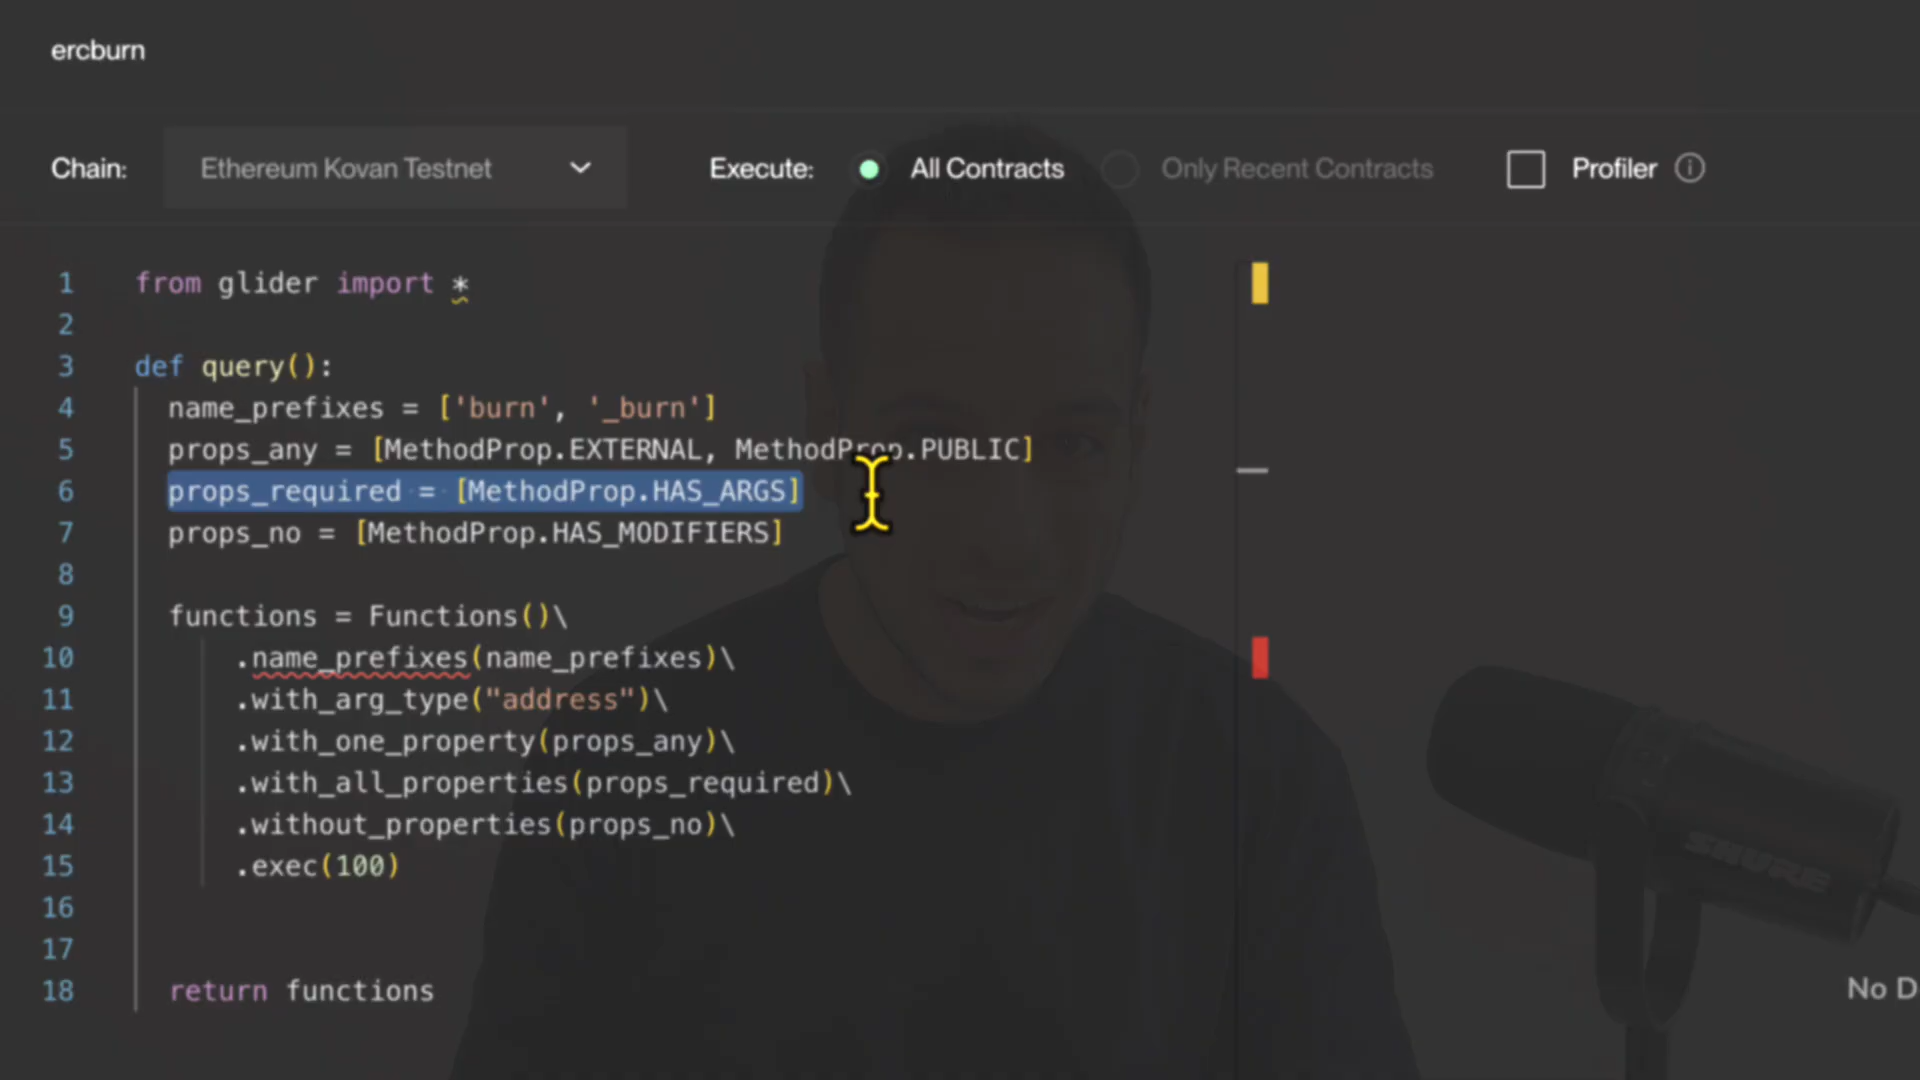 ercburn
Chain: Ethereum Kovan Testnet Execute: All Contracts Only Recent Contracts Profiler
1 from glider import *
2
3 def query():
4 name_prefixes = ['burn', '_burn']
5 props_any = [MethodProp.EXTERNAL, MethodProp.PUBLIC]
6 props_required = [MethodProp.HAS_ARGS]
7 props_no = [MethodProp.HAS_MODIFIERS]
8
9 functions = Functions()\
10 .name_prefixes(name_prefixes)\
11 .with_arg_type("address")\
12 .with_one_property(props_any)\
13 .with_all_properties(props_required)\
14 .without_properties(props_no)\
15 .exec(100)
16
17
18 return functions
No D
SHURE